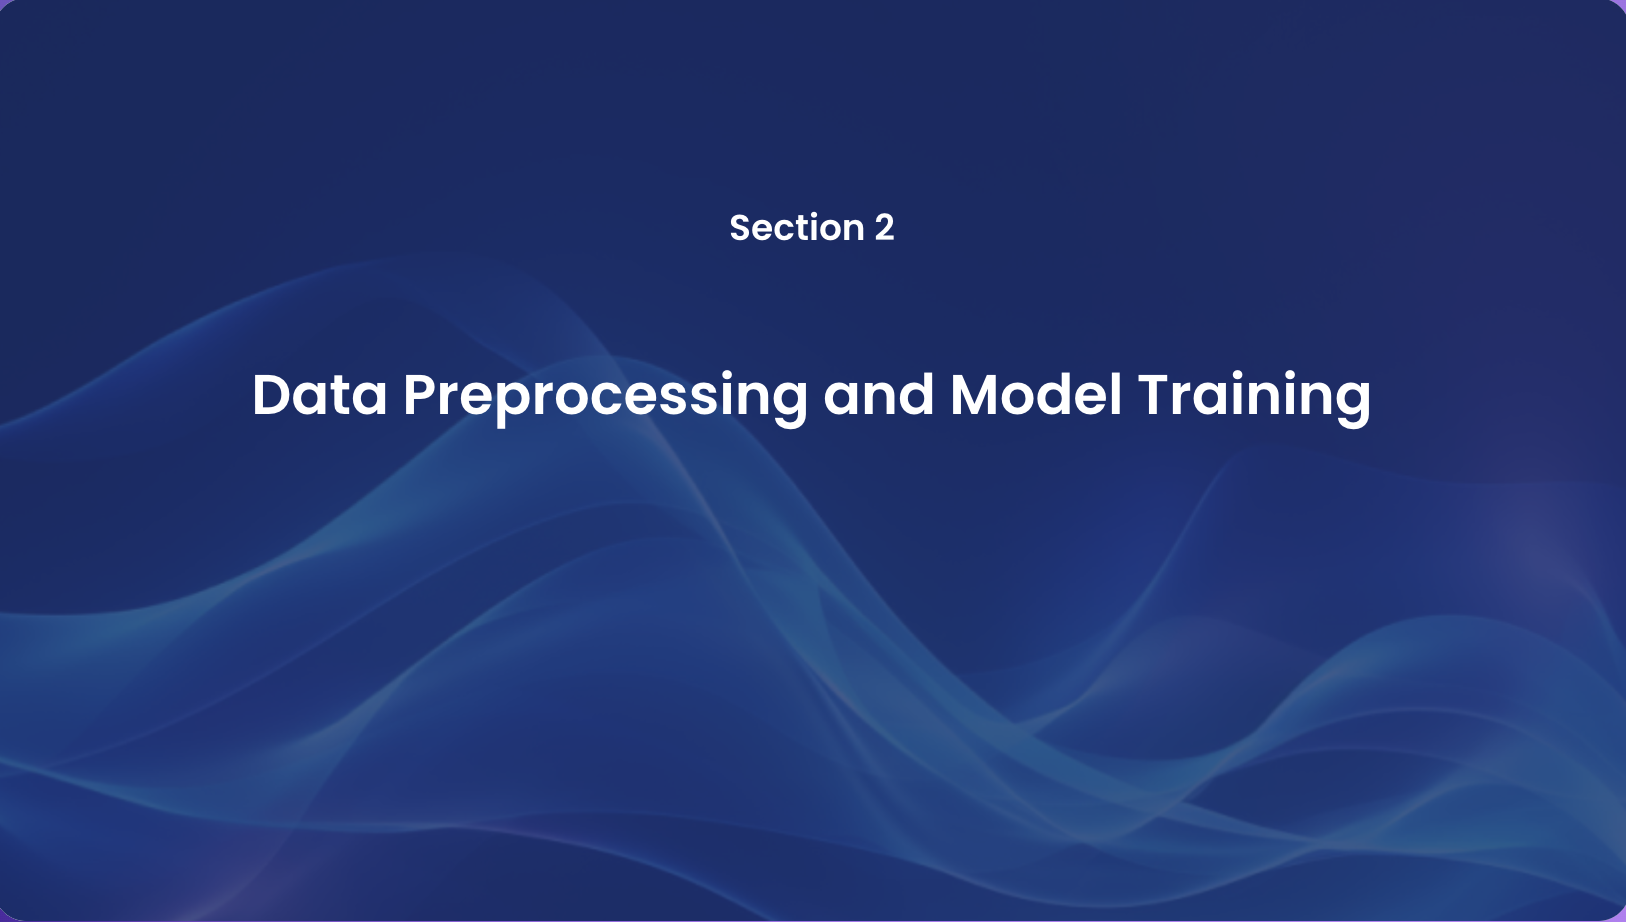 Section 2
Data Preprocessing and Model Training